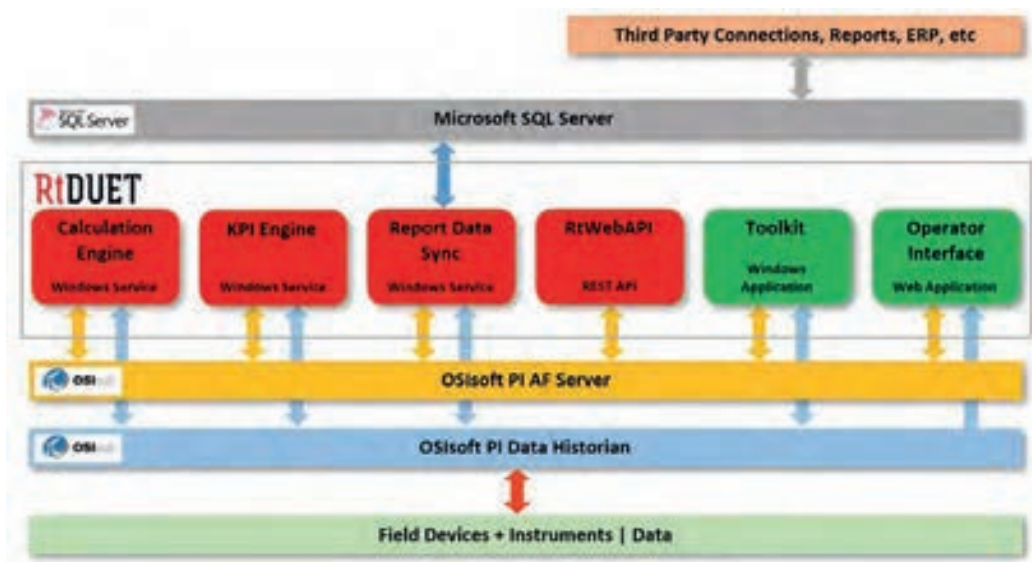 Third Party Connections, Reports, ERP, etc
SQL Server
Microsoft SQL Server
RtDUET
Calculation
Engine
Windows Service
KPI Engine
Windows Service
Report Data
Sync
Windows Service
RtWebAPI
REST API
Toolkit
Windows
Application
Operator
Interface
Web Application
OSIsoft
OSIsoft PI AF Server
OSIsoft
OSIsoft PI Data Historian
Field Devices + Instruments | Data